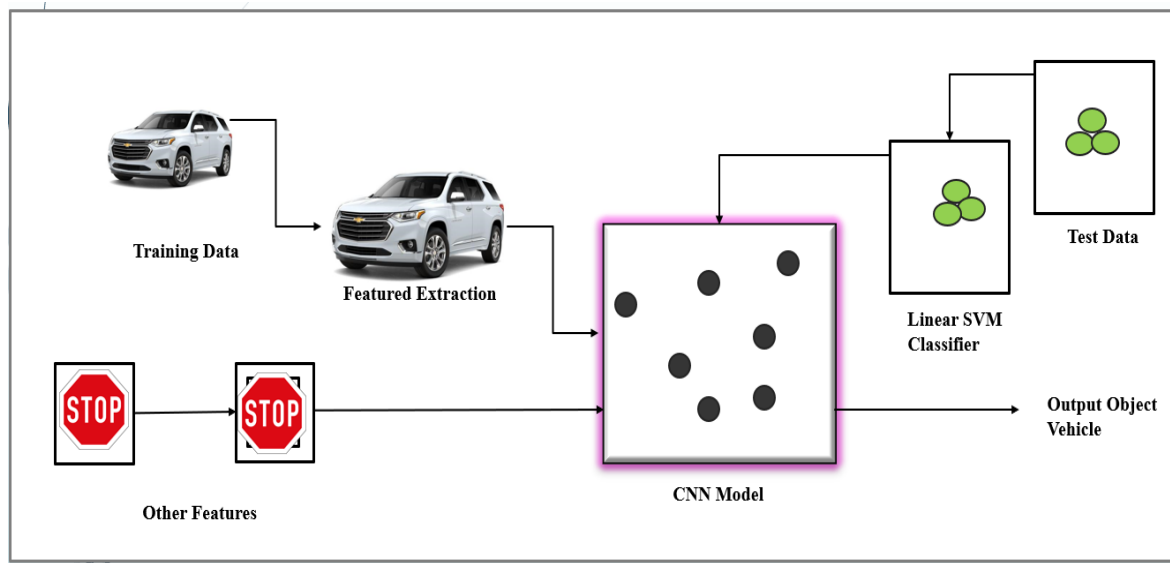 Test Data
Training Data
Featured Extraction
Linear SVM
Classifier
STOP
STOP
Output Object
Vehicle
CNN Model
Other Features